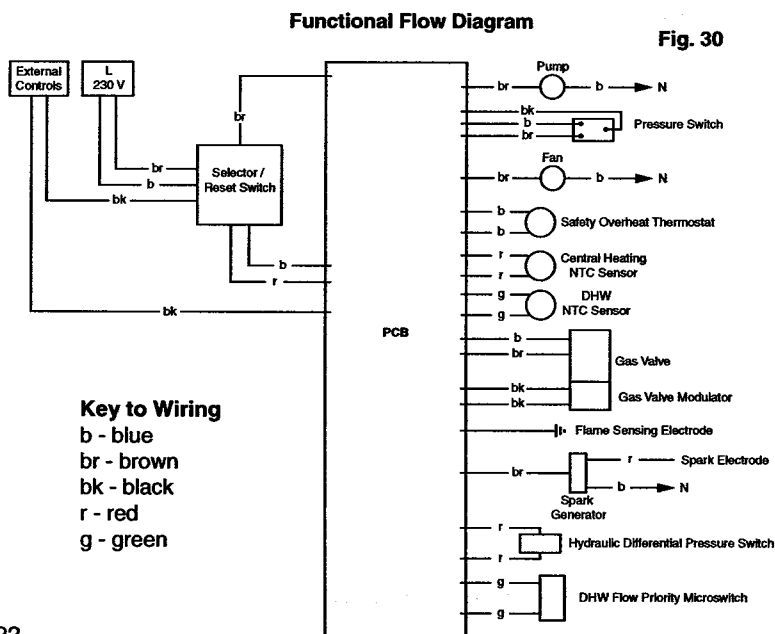 Functional Flow Diagram
Fig. 30
External
Controls
L
230 V
br
br
b
bk
Selector /
Reset Switch
b
r
bk
PCB
Pump
br
b
N
bk
b
br
Pressure Switch
Fan
br
b
N
b
b
Safety Overheat Thermostat
r
r
Central Heating
NTC Sensor
g
g
DHW
NTC Sensor
b
br
Gas Valve
bk
bk
Gas Valve Modulator
Flame Sensing Electrode
br
r
Spark Electrode
b
N
Spark
Generator
r
r
Hydraulic Differential Pressure Switch
g
g
DHW Flow Priority Microswitch
Key to Wiring
b - blue
br - brown
bk - black
r - red
g - green